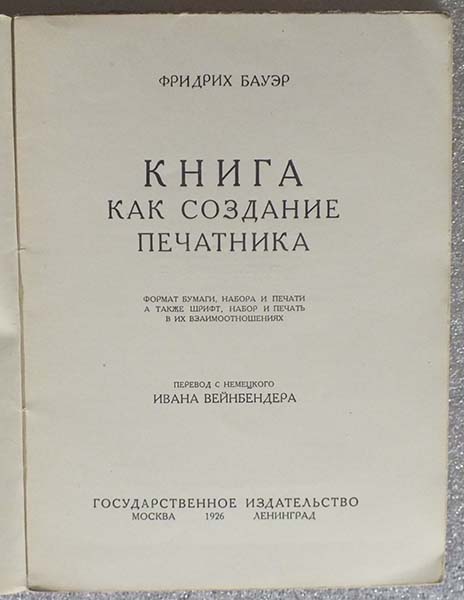 ФРИДРИХ БАУЭР
КНИГА
КАК СОЗДАНИЕ
ПЕЧАТНИКА
ФОРМАТ БУМАГИ, НАБОРА И ПЕЧАТИ
А ТАКЖЕ ШРИФТ, НАБОР И ПЕЧАТЬ
В ИХ ВЗАИМООТНОШЕНИЯХ
ПЕРЕВОД С НЕМЕЦКОГО
ИВАНА ВЕЙНБЕНДЕРА
ГОСУДАРСТВЕННОЕ ИЗДАТЕЛЬСТВО
МОСКВА 1926 ЛЕНИНГРАД